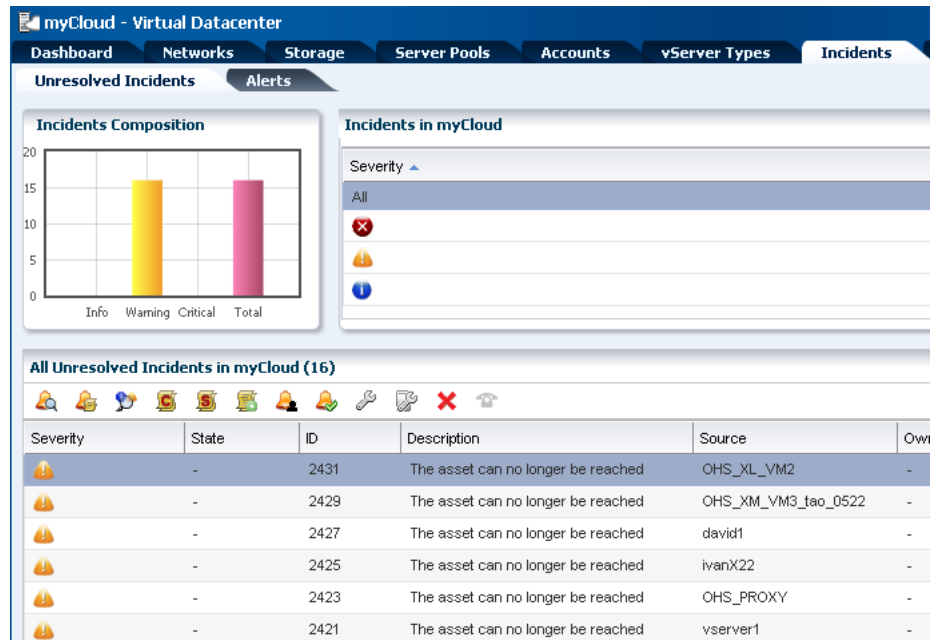 myCloud - Virtual Datacenter
Dashboard Networks Storage Server Pools Accounts vServer Types Incidents
Unresolved Incidents Alerts
Incidents Composition
20
15
10
5
0
Info Warning Critical Total
Incidents in myCloud
Severity
All
All Unresolved Incidents in myCloud (16)
Severity State ID Description Source Own
- 2431 The asset can no longer be reached OHS_XL_VM2 -
- 2429 The asset can no longer be reached OHS_XM_VM3_tao_0522 -
- 2427 The asset can no longer be reached david1 -
- 2425 The asset can no longer be reached ivanX22 -
- 2423 The asset can no longer be reached OHS_PROXY -
- 2421 The asset can no longer be reached vserver1 -